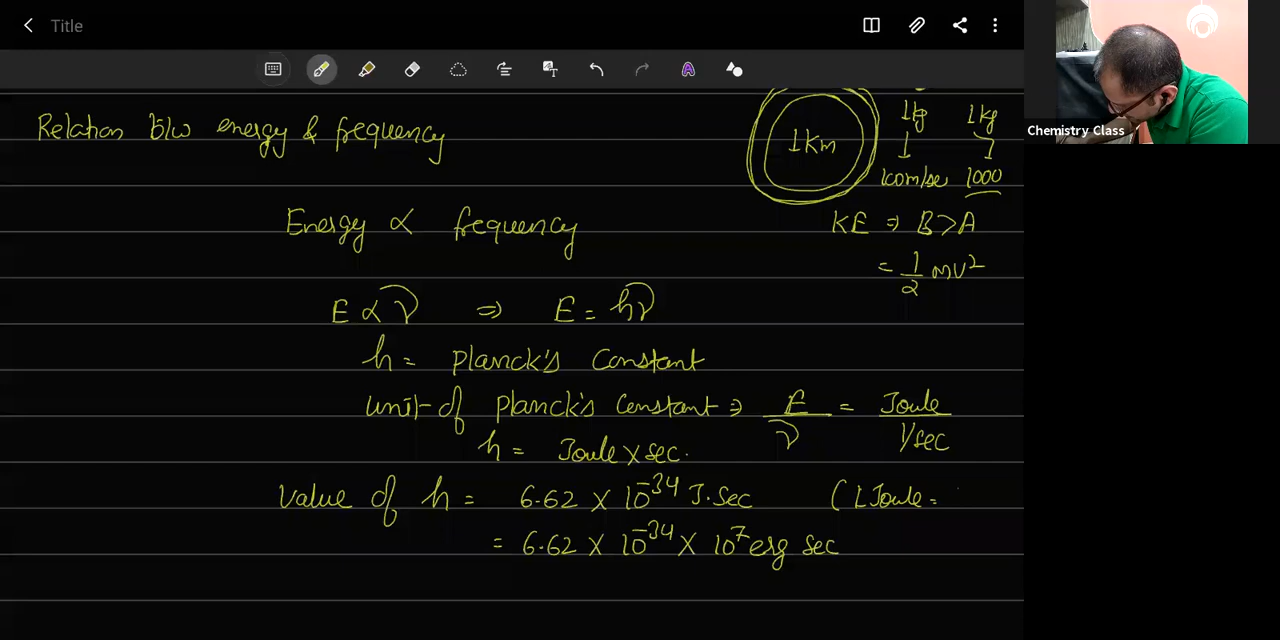 Title
Relation b/w energy & frequency
1km
1kg 1kg
100m/sec 1000
Energy ∝ frequency
KE ⇒ B>A
= 1/2 mv²
E ∝ ν ⇒ E = hν
h = Planck's Constant
unit of Planck's Constant ⇒ E/ν = Joule / 1/sec
h = Joule × sec.
Value of h = 6.62 × 10⁻³⁴ J. Sec (1 Joule =
= 6.62 × 10⁻³⁴ × 10⁷ erg sec
Chemistry Class